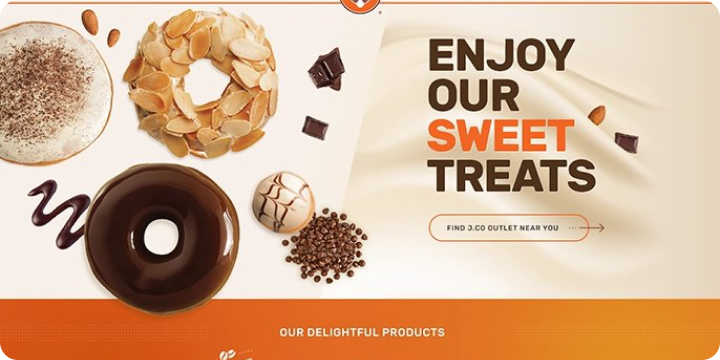 ENJOY
OUR
SWEET
TREATS
FIND J.CO OUTLET NEAR YOU
OUR DELIGHTFUL PRODUCTS